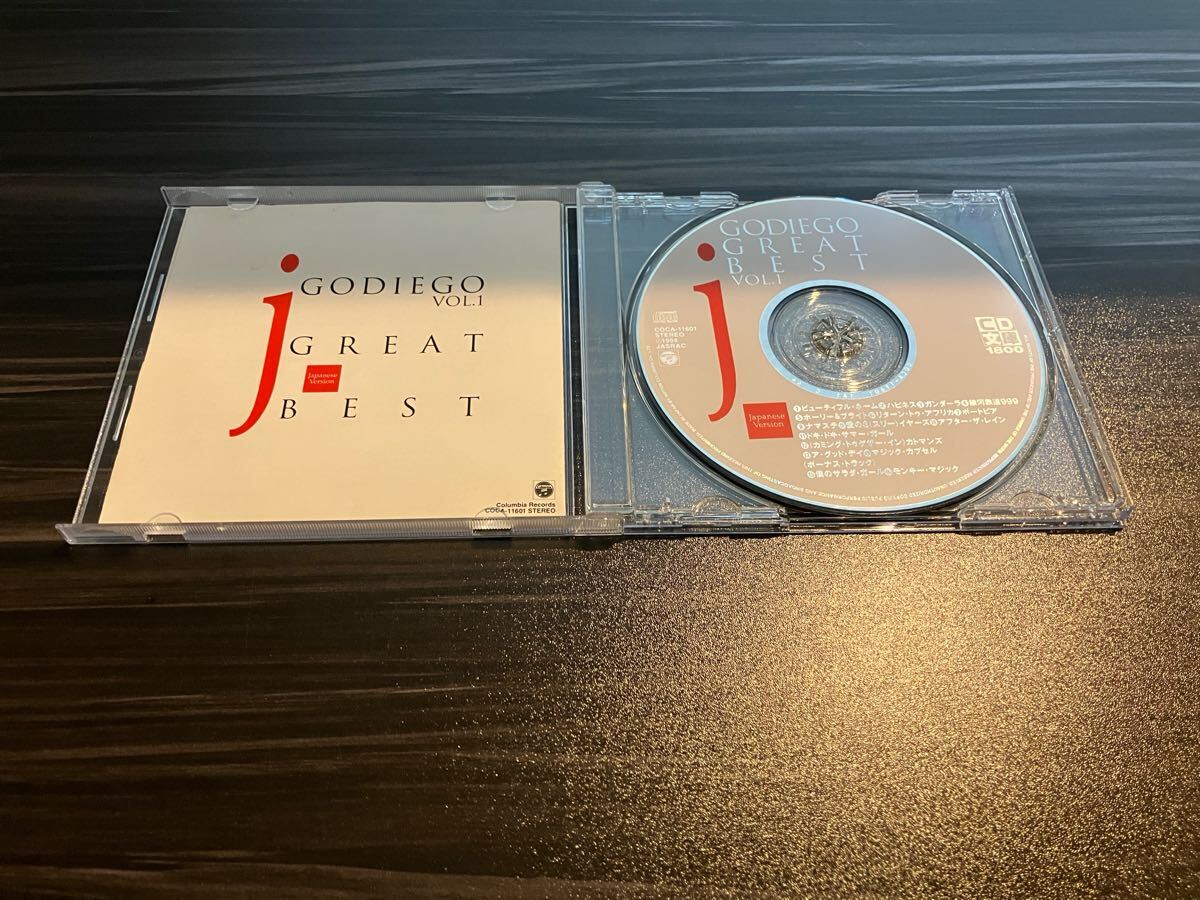 j
GODIEGO
VOL.1
GREAT
Japanese
Version
BEST
Columbia Records
COCA-11601 STEREO
GODIEGO
GREAT
BEST
VOL.1
j
COCA-11601
STEREO
℗1994
JASRAC
CD
文庫
1800
Japanese
Version
①ビューティフル・ネーム②ハピネス③ガンダーラ④銀河鉄道999
⑤ホーリー&ブライト⑥リターン・トゥ・アフリカ⑦ポートピア
⑧ナマステ⑨愛の3(スリー)イヤーズ⑩アフター・ザ・レイン
⑪ドキ・ドキ・サマー・ガール
⑫(カミング・トゥゲザー・イン)カトマンズ
⑬ア・グッド・デイ⑭マジック・カプセル
(ボーナス・トラック)
⑮僕のサラダ・ガール⑯モンキー・マジック